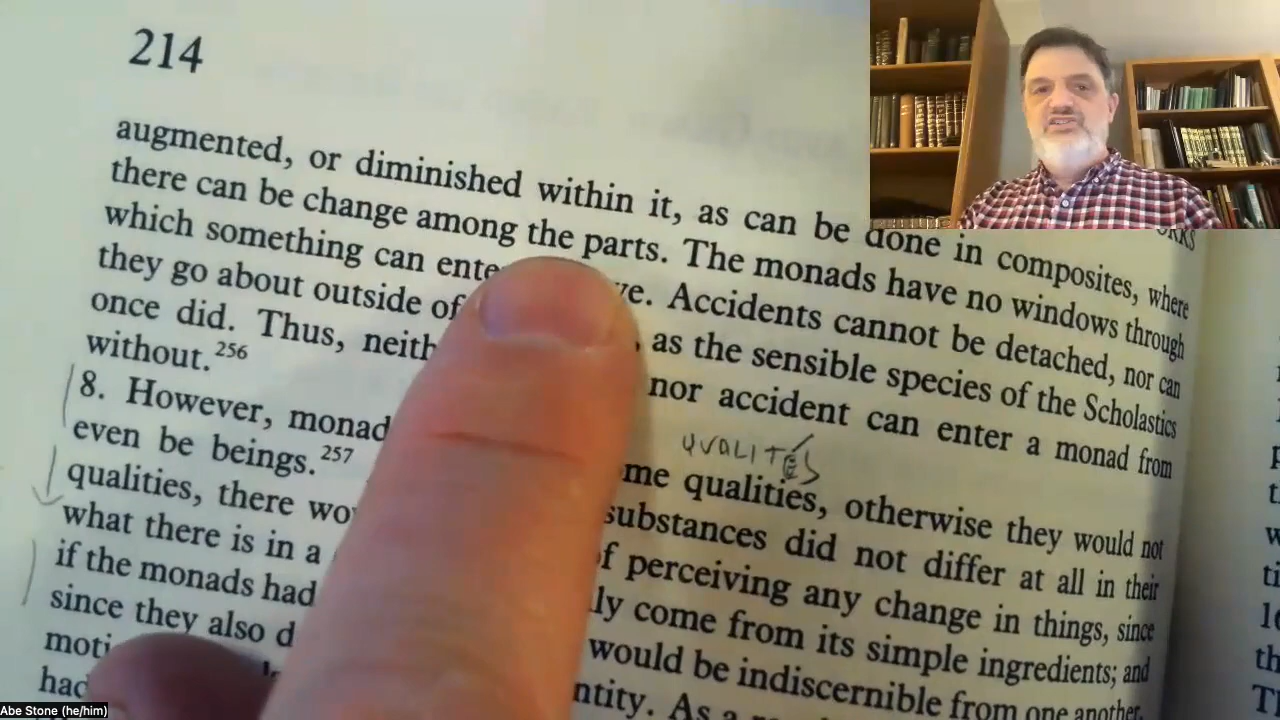 214
ORKS
augmented, or diminished within it, as can be done in composites, where
there can be change among the parts. The monads have no windows through
which something can ente ve. Accidents cannot be detached, nor can
they go about outside of , as the sensible species of the Scholastics
once did. Thus, neith nor accident can enter a monad from
without.256
QUALITÉS
8. However, monad me qualities, otherwise they would not
even be beings.257 substances did not differ at all in their
qualities, there wo f perceiving any change in things, since
what there is in a ly come from its simple ingredients; and
if the monads had would be indiscernible from one another,
since they also d ntity. As a
moti
had
Abe Stone (he/him)